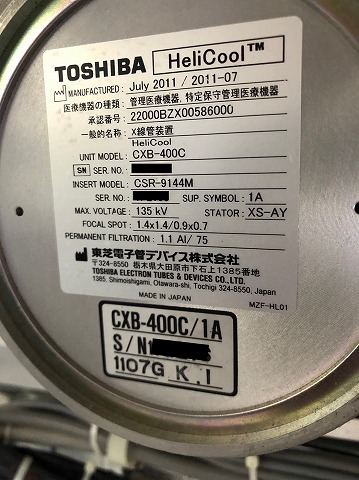 TOSHIBA HeliCool™
MANUFACTURED: July 2011 / 2011-07
医療機器の種類: 管理医療機器, 特定保守管理医療機器
承認番号: 22000BZX00586000
一般的名称: X線管装置
HeliCool
UNIT MODEL: CXB-400C
SN SER. NO.:
INSERT MODEL: CSR-9144M
SER. NO.: SUP. SYMBOL: 1A
MAX. VOLTAGE: 135 kV STATOR: XS-AY
FOCAL SPOT: 1.4x1.4/0.9x0.7
PERMANENT FILTRATION: 1.1 Al/ 75
東芝電子管デバイス株式会社
〒324-8550 栃木県大田原市下石上1385番地
TOSHIBA ELECTRON TUBES & DEVICES CO., LTD.
1385, Shimoishigami, Otawara-shi, Tochigi 324-8550, JAPAN
MADE IN JAPAN MZF-HL01
CXB-400C/1A
S/N
1107G K.I